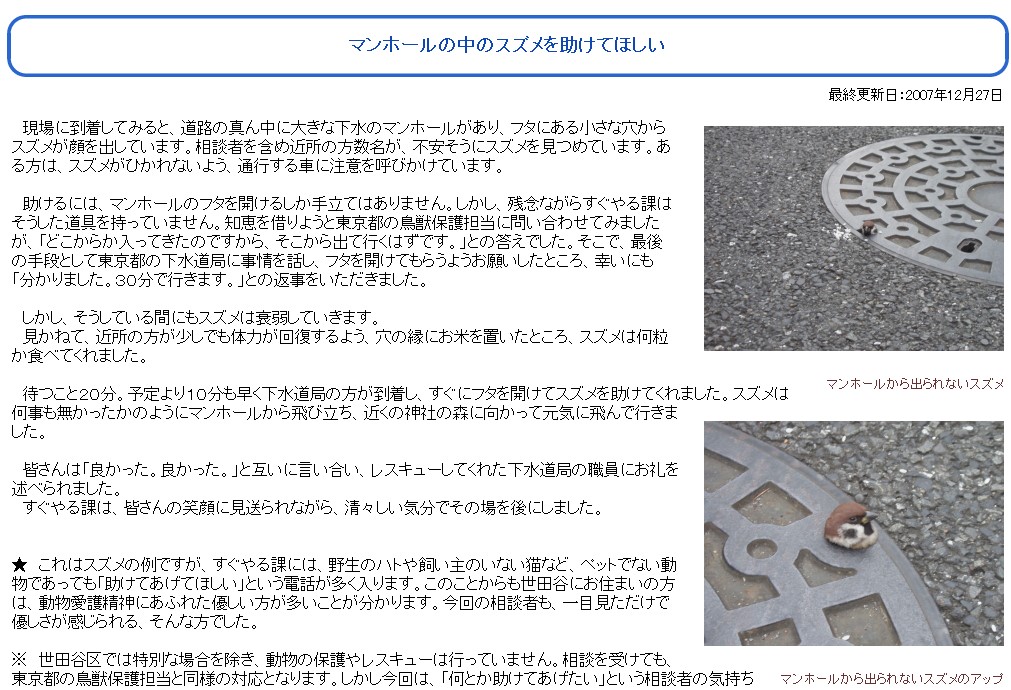 マンホールの中のスズメを助けてほしい
最終更新日：2007年12月27日
現場に到着してみると、道路の真ん中に大きな下水のマンホールがあり、フタにある小さな穴から
スズメが顔を出しています。相談者を含め近所の方数名が、不安そうにスズメを見つめています。あ
る方は、スズメがひかれないよう、通行する車に注意を呼びかけています。
助けるには、マンホールのフタを開けるしか手立てはありません。しかし、残念ながらすぐやる課は
そうした道具を持っていません。知恵を借りようと東京都の鳥獣保護担当に問い合わせてみました
が、「どこからか入ってきたのですから、そこから出て行くはずです。」との答えでした。そこで、最後
の手段として東京都の下水道局に事情を話し、フタを開けてもらうようお願いしたところ、幸いにも
「分かりました。３０分で行きます。」との返事をいただきました。
しかし、そうしている間にもスズメは衰弱していきます。
見かねて、近所の方が少しでも体力が回復するよう、穴の縁にお米を置いたところ、スズメは何粒
か食べてくれました。
待つこと２０分。予定より１０分も早く下水道局の方が到着し、すぐにフタを開けてスズメを助けてくれました。スズメは
何事も無かったかのようにマンホールから飛び立ち、近くの神社の森に向かって元気に飛んで行きま
した。
皆さんは「良かった。良かった。」と互いに言い合い、レスキューしてくれた下水道局の職員にお礼を
述べられました。
すぐやる課は、皆さんの笑顔に見送られながら、清々しい気分でその場を後にしました。
★　これはスズメの例ですが、すぐやる課には、野生のハトや飼い主のいない猫など、ペットでない動
物であっても「助けてあげてほしい」という電話が多く入ります。このことからも世田谷にお住まいの方
は、動物愛護精神にあふれた優しい方が多いことが分かります。今回の相談者も、一目見ただけで
優しさが感じられる、そんな方でした。
※　世田谷区では特別な場合を除き、動物の保護やレスキューは行っていません。相談を受けても、
東京都の鳥獣保護担当と同様の対応となります。しかし今回は、「何とか助けてあげたい」という相談者の気持ち
マンホールから出られないスズメ
マンホールから出られないスズメのアップ